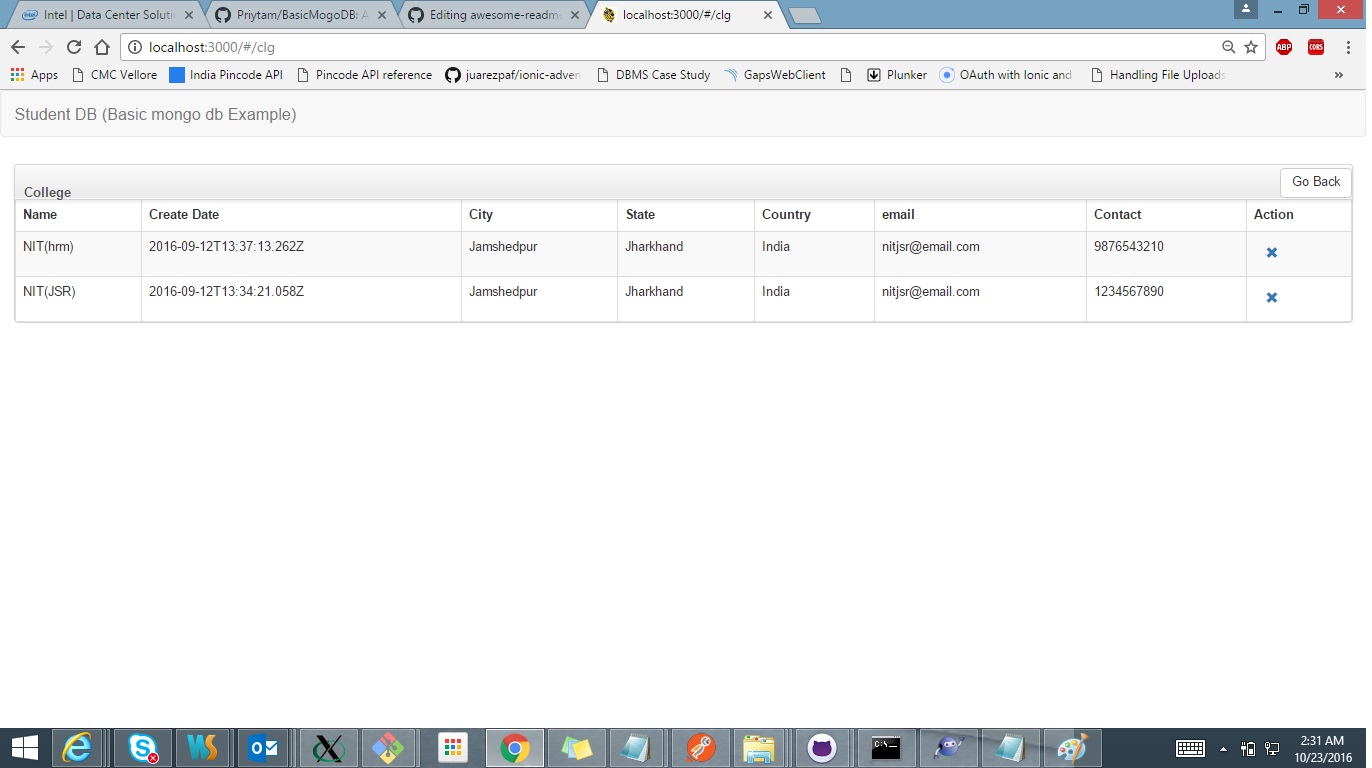 Intel | Data Center Soluti
Priytam/BasicMogoDB: A
Editing awesome-readme
localhost:3000/#/clg
localhost:3000/#/clg
ABP
CORS
Apps
CMC Vellore
India Pincode API
Pincode API reference
juarezpaf/ionic-adven
DBMS Case Study
GapsWebClient
Plunker
OAuth with Ionic and
Handling File Uploads
»
Student DB (Basic mongo db Example)
College
Go Back
Name Create Date City State Country email Contact Action
NIT(hrm) 2016-09-12T13:37:13.262Z Jamshedpur Jharkhand India nitjsr@email.com 9876543210
NIT(JSR) 2016-09-12T13:34:21.058Z Jamshedpur Jharkhand India nitjsr@email.com 1234567890
WS
C:\_
2:31 AM
10/23/2016